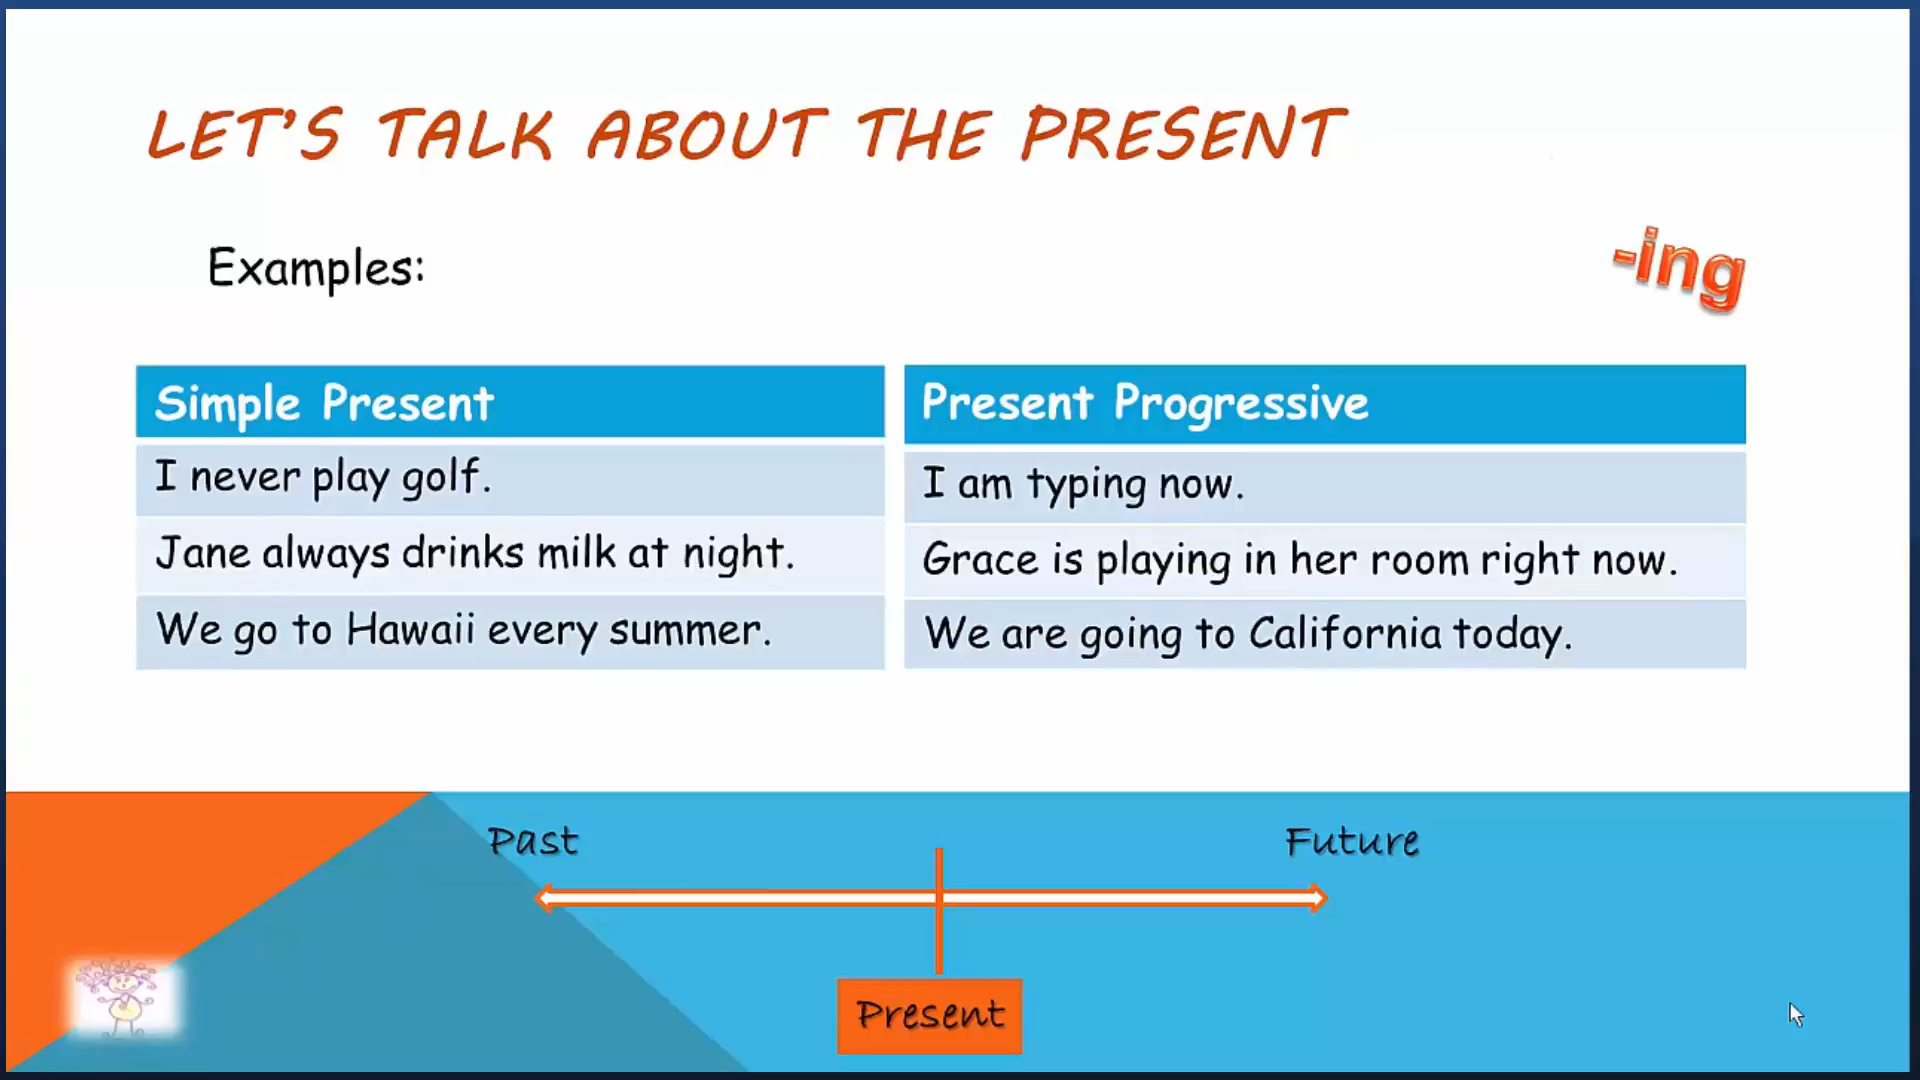 LET'S TALK ABOUT THE PRESENT
Examples:
-ing
Simple Present
I never play golf.
Jane always drinks milk at night.
We go to Hawaii every summer.
Present Progressive
I am typing now.
Grace is playing in her room right now.
We are going to California today.
Past
Future
Present